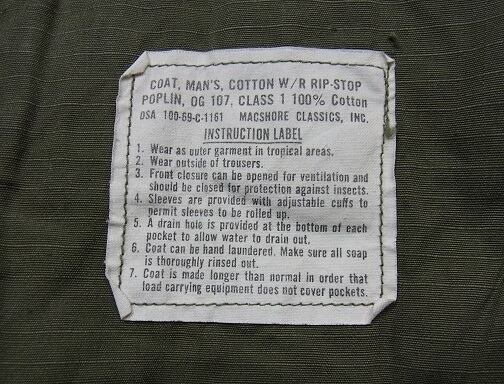 COAT, MAN'S, COTTON W/R RIP-STOP
POPLIN, OG 107, CLASS 1 100% Cotton
DSA 100-69-C-1161 MACSHORE CLASSICS, INC.
INSTRUCTION LABEL
1. Wear as outer garment in tropical areas.
2. Wear outside of trousers.
3. Front closure can be opened for ventilation and
should be closed for protection against insects.
4. Sleeves are provided with adjustable cuffs to
permit sleeves to be rolled up.
5. A drain hole is provided at the bottom of each
pocket to allow water to drain out.
6. Coat can be hand laundered. Make sure all soap
is thoroughly rinsed out.
7. Coat is made longer than normal in order that
load carrying equipment does not cover pockets.